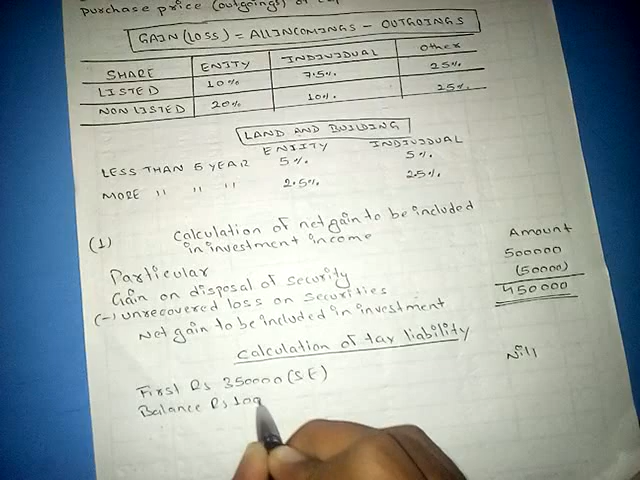 purchase price (outgoings) of
GAIN (LOSS) = ALL INCOMINGS - OUTGOINGS
SHARE ENTITY INDIVIDUAL Other
LISTED 10% 7.5% 25%
NON LISTED 20% 10% 25%
LAND AND BUILDING
ENTITY INDIVIDUAL
LESS THAN 5 YEAR 5% 5%
MORE " " " 2.5% 2.5%
(1) Calculation of net gain to be included
in investment income
Particular Amount
Gain on disposal of security 500000
(-) unrecovered loss on securities (50000)
Net gain to be included in investment 450000
Calculation of tax liability
First Rs 350000 (SE) Nill
Balance Rs 100